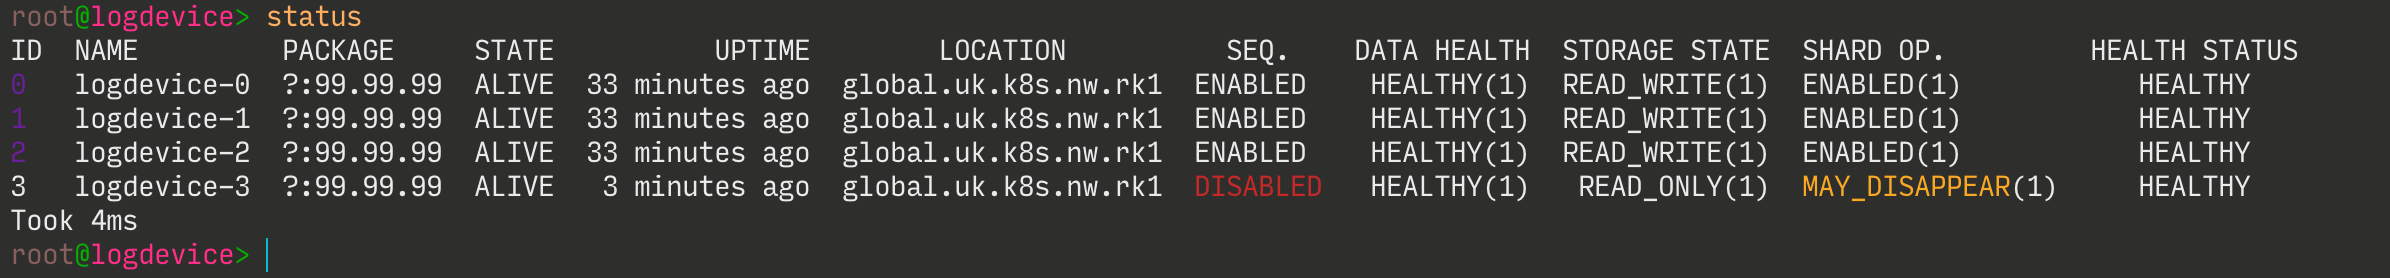 root@logdevice> status
ID  NAME         PACKAGE     STATE          UPTIME        LOCATION          SEQ.    DATA HEALTH  STORAGE STATE  SHARD OP.         HEALTH STATUS
0   logdevice-0  ?:99.99.99  ALIVE  33 minutes ago  global.uk.k8s.nw.rk1  ENABLED    HEALTHY(1)  READ_WRITE(1)  ENABLED(1)           HEALTHY
1   logdevice-1  ?:99.99.99  ALIVE  33 minutes ago  global.uk.k8s.nw.rk1  ENABLED    HEALTHY(1)  READ_WRITE(1)  ENABLED(1)           HEALTHY
2   logdevice-2  ?:99.99.99  ALIVE  33 minutes ago  global.uk.k8s.nw.rk1  ENABLED    HEALTHY(1)  READ_WRITE(1)  ENABLED(1)           HEALTHY
3   logdevice-3  ?:99.99.99  ALIVE   3 minutes ago  global.uk.k8s.nw.rk1  DISABLED   HEALTHY(1)   READ_ONLY(1)  MAY_DISAPPEAR(1)     HEALTHY
Took 4ms
root@logdevice>